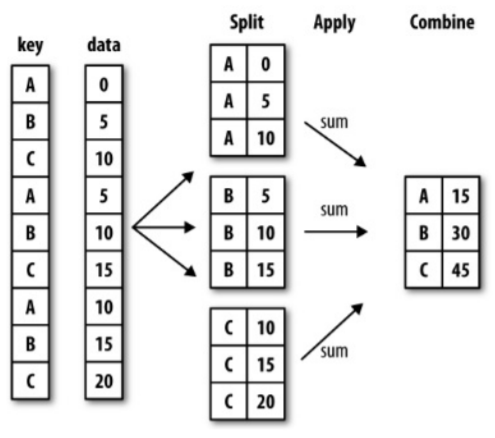 Split Apply Combine
key data
A 0
B 5
C 10
A 5
B 10
C 15
A 10
B 15
C 20
A 0
A 5
A 10
B 5
B 10
B 15
C 10
C 15
C 20
sum
sum
sum
A 15
B 30
C 45